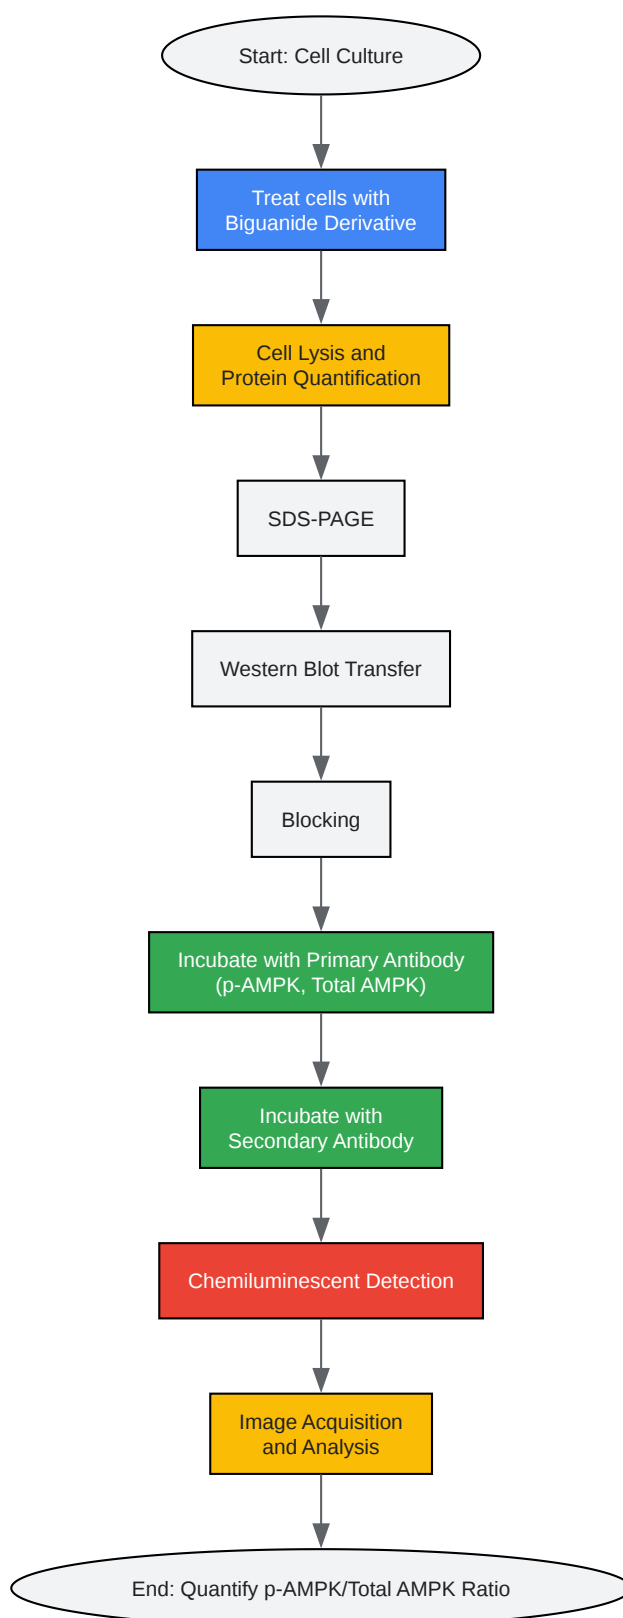 Start: Cell Culture
Treat cells with
Biguanide Derivative
Cell Lysis and
Protein Quantification
SDS-PAGE
Western Blot Transfer
Blocking
Incubate with Primary Antibody
(p-AMPK, Total AMPK)
Incubate with
Secondary Antibody
Chemiluminescent Detection
Image Acquisition
and Analysis
End: Quantify p-AMPK/Total AMPK Ratio